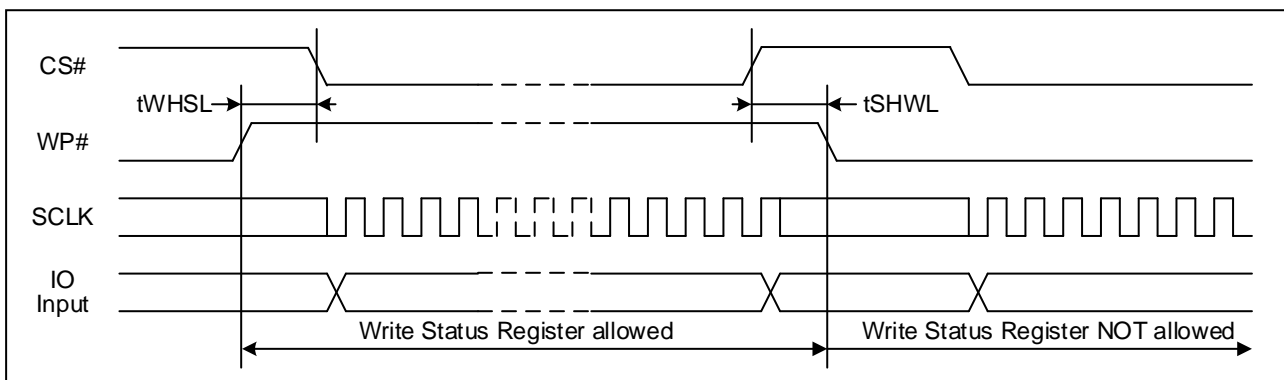 CS#
tWHSL
tSHWL
WP#
SCLK
IO
Input
Write Status Register allowed
Write Status Register NOT allowed